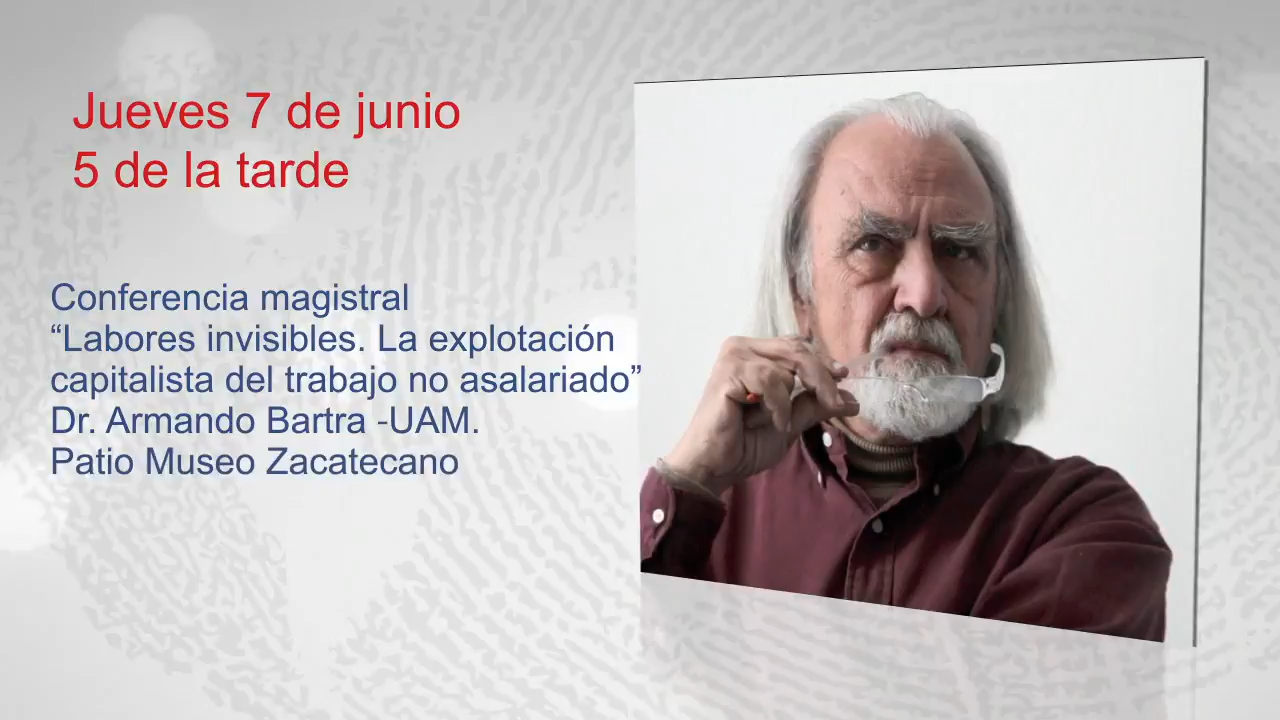 Jueves 7 de junio
5 de la tarde
Conferencia magistral
“Labores invisibles. La explotación
capitalista del trabajo no asalariado”
Dr. Armando Bartra -UAM.
Patio Museo Zacatecano